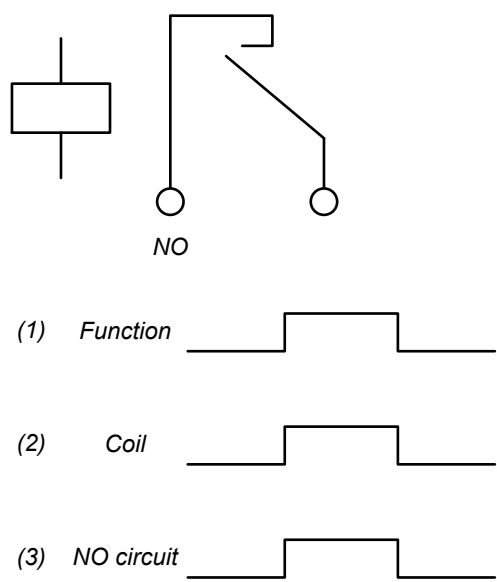 NO
(1) Function
(2) Coil
(3) NO circuit